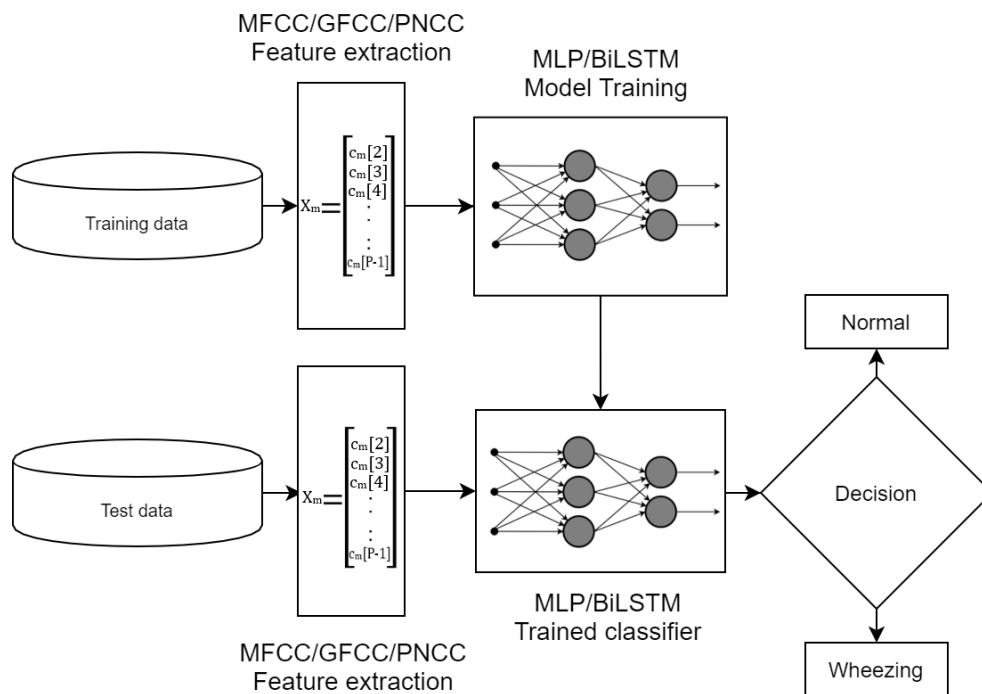 MFCC/GFCC/PNCC
Feature extraction
MLP/BiLSTM
Model Training
Training data
Xₘ=
cₘ[2]
cₘ[3]
cₘ[4]
.
.
.
cₘ[P-1]
Normal
Test data
Xₘ=
cₘ[2]
cₘ[3]
cₘ[4]
.
.
.
cₘ[P-1]
Decision
MLP/BiLSTM
Trained classifier
MFCC/GFCC/PNCC
Feature extraction
Wheezing